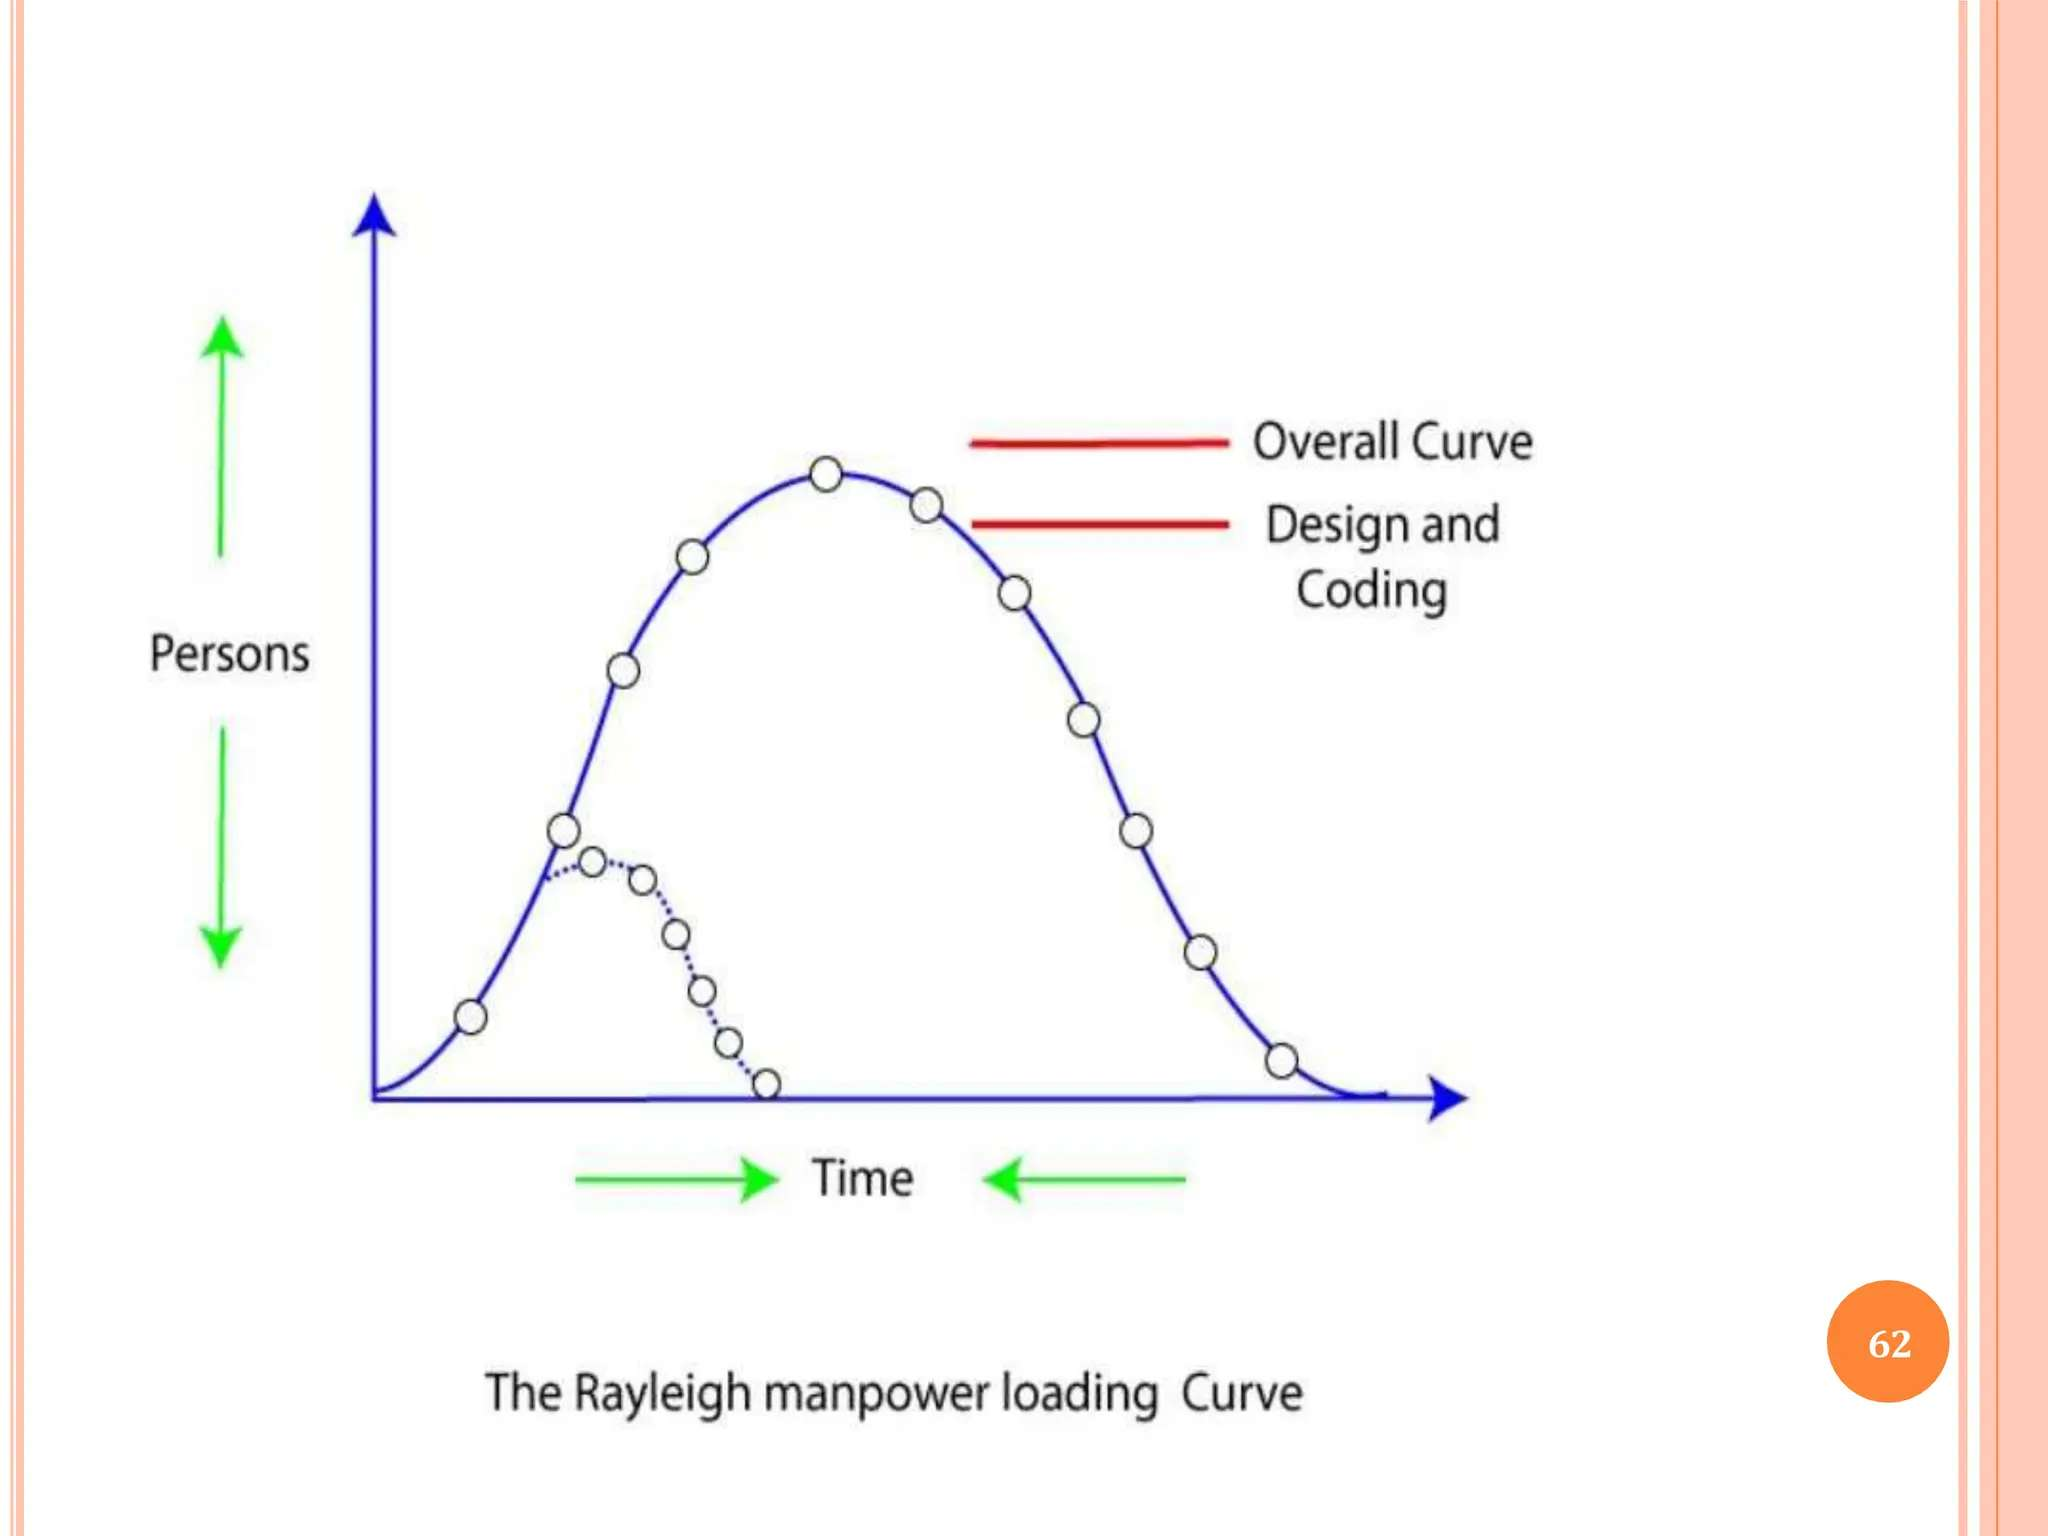 Overall Curve
Design and
Coding
Persons
Time
62
The Rayleigh manpower loading Curve